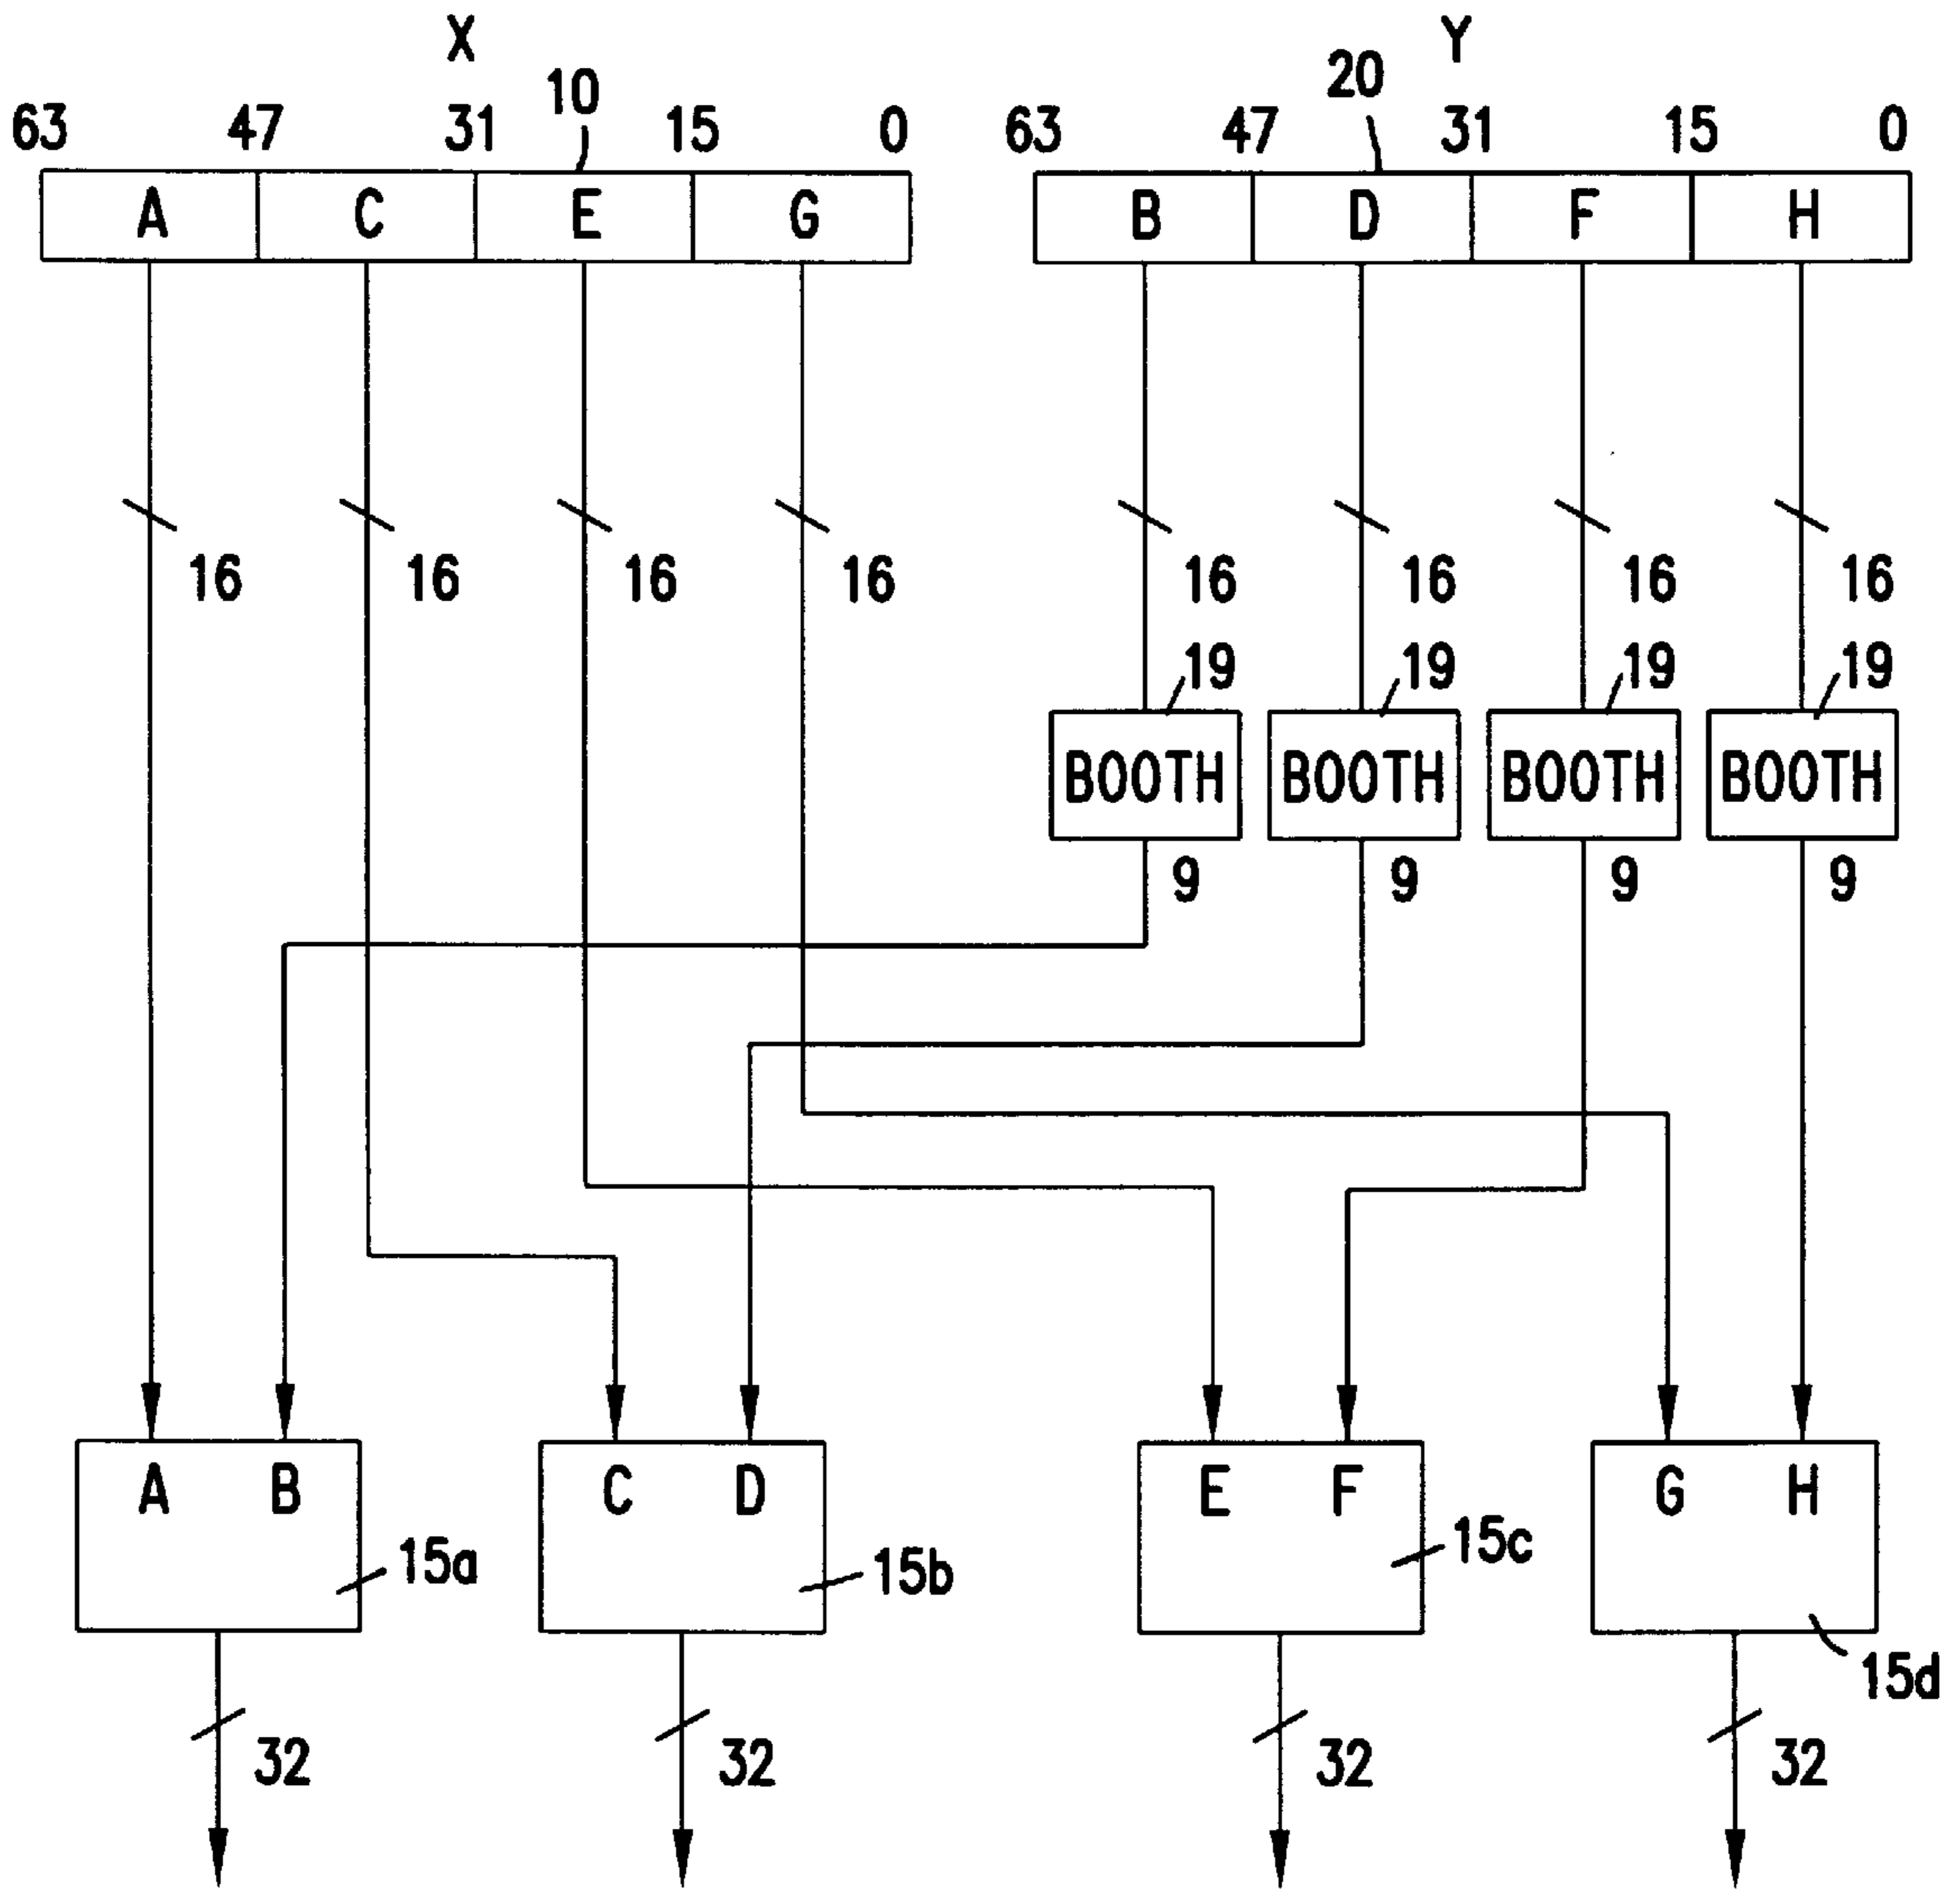 X Y
10 20
63 47 31 15 0 63 47 31 15 0
A C E G B D F H
16 16 16 16 16 16 16 16
19 19 19 19
BOOTH BOOTH BOOTH BOOTH
9 9 9 9
A B C D E F G H
15a 15b 15c 15d
32 32 32 32